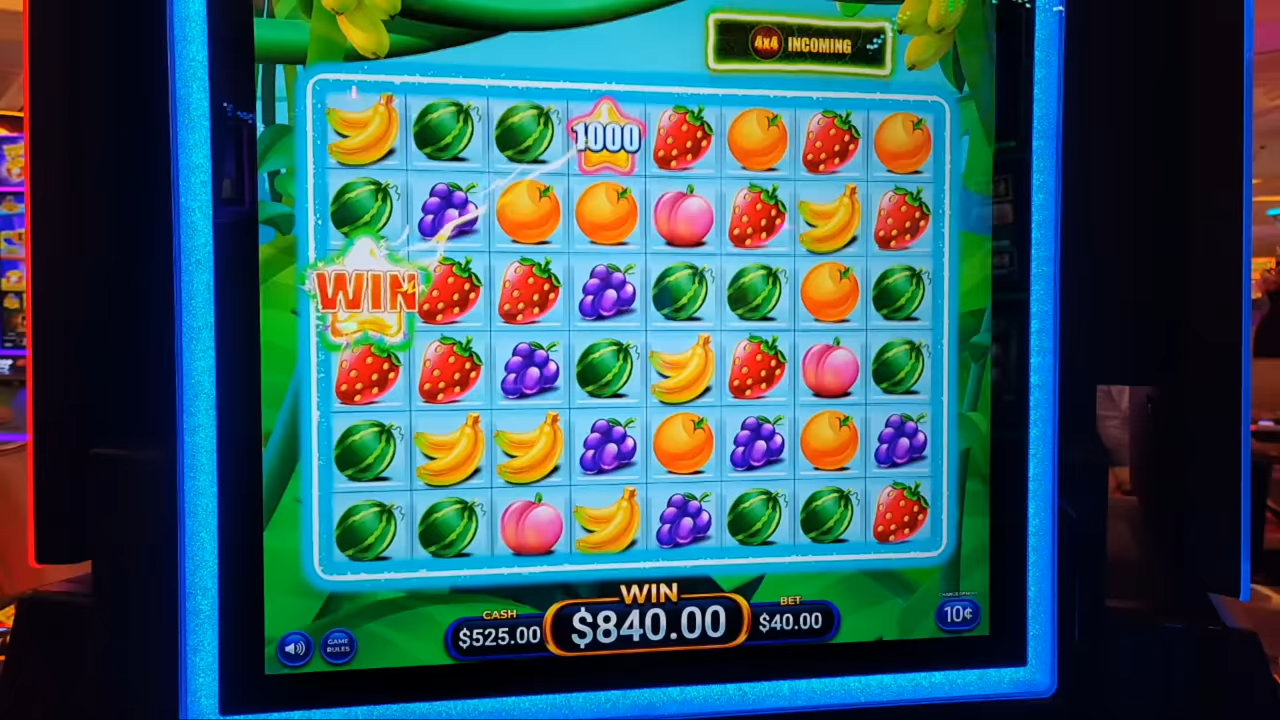 4x4 INCOMING
1000
WIN
WIN
CASH
$525.00
$840.00
BET
$40.00
10¢
GAME
RULES